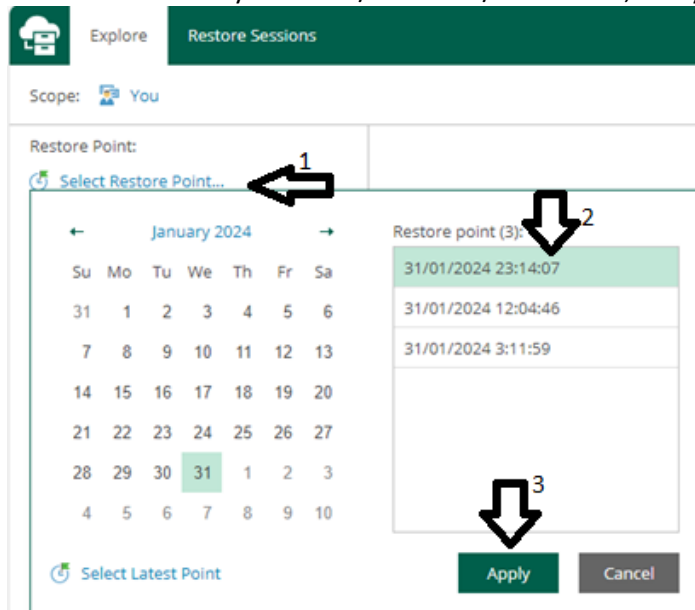 Explore Restore Sessions
Scope: You
Restore Point:
1
Select Restore Point...
2
← January 2024 → Restore point (3):
Su Mo Tu We Th Fr Sa 31/01/2024 23:14:07
31 1 2 3 4 5 6 31/01/2024 12:04:46
7 8 9 10 11 12 13 31/01/2024 3:11:59
14 15 16 17 18 19 20
21 22 23 24 25 26 27
28 29 30 31 1 2 3
3
4 5 6 7 8 9 10
Select Latest Point Apply Cancel